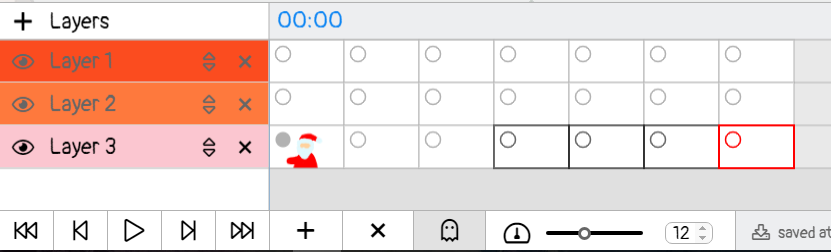 Layers
00:00
Layer 1
Layer 2
Layer 3
12
saved at